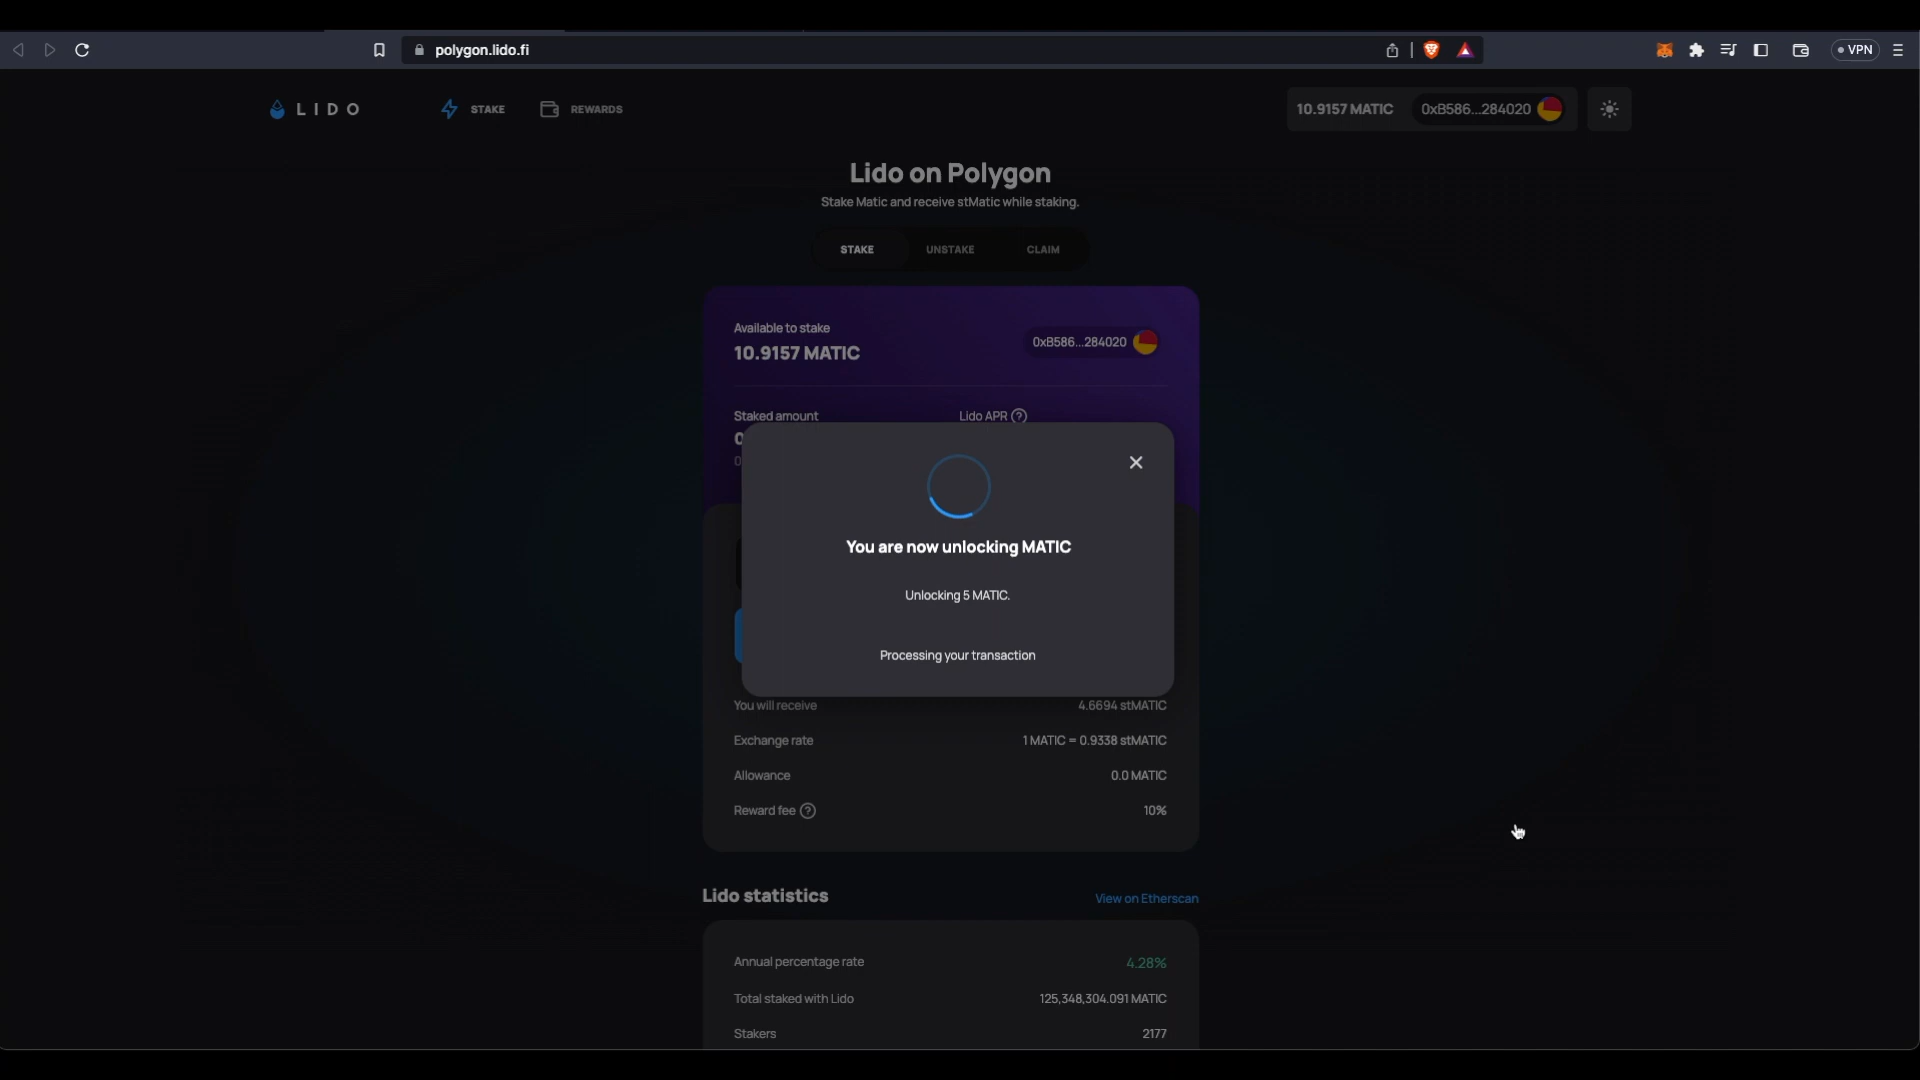 polygon.lido.fi
VPN
LIDO
STAKE
REWARDS
10.9157 MATIC
0xB586...284020
Lido on Polygon
Stake Matic and receive stMatic while staking.
STAKE
UNSTAKE
CLAIM
Available to stake
10.9157 MATIC
0xB586...284020
Staked amount
Lido APR
0
0
You are now unlocking MATIC
Unlocking 5 MATIC.
Processing your transaction
You will receive
4.6694 stMATIC
Exchange rate
1 MATIC = 0.9338 stMATIC
Allowance
0.0 MATIC
Reward fee
10%
Lido statistics
View on Etherscan
Annual percentage rate
4.28%
Total staked with Lido
125,348,304.091 MATIC
Stakers
2177